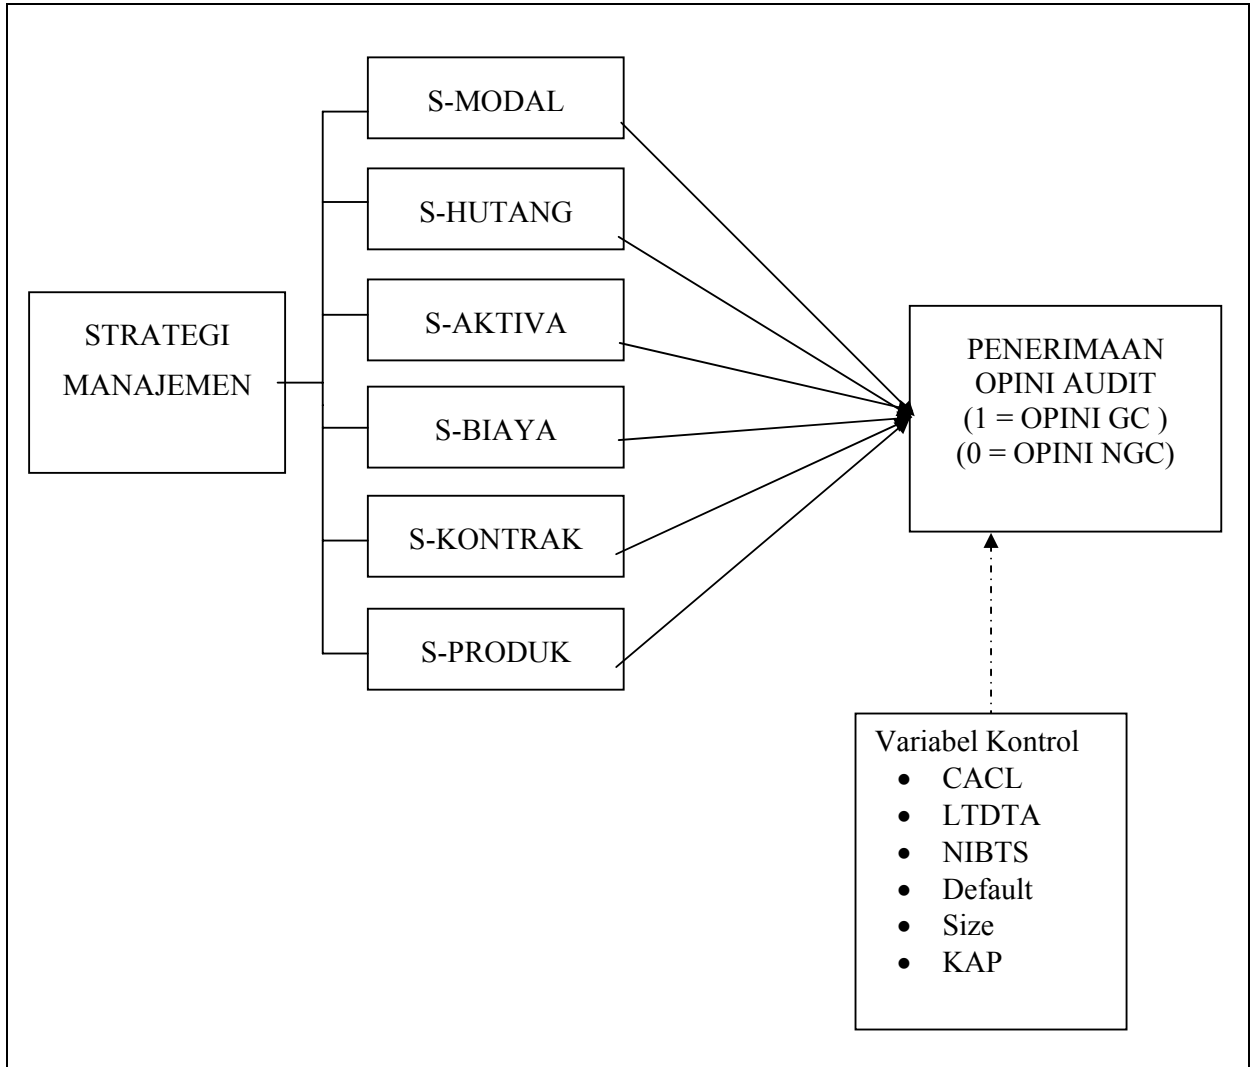 S-MODAL
S-HUTANG
S-AKTIVA
S-BIAYA
S-KONTRAK
S-PRODUK
STRATEGI
MANAJEMEN
PENERIMAAN
OPINI AUDIT
(1 = OPINI GC )
(0 = OPINI NGC)
Variabel Kontrol
• CACL
• LTDTA
• NIBTS
• Default
• Size
• KAP